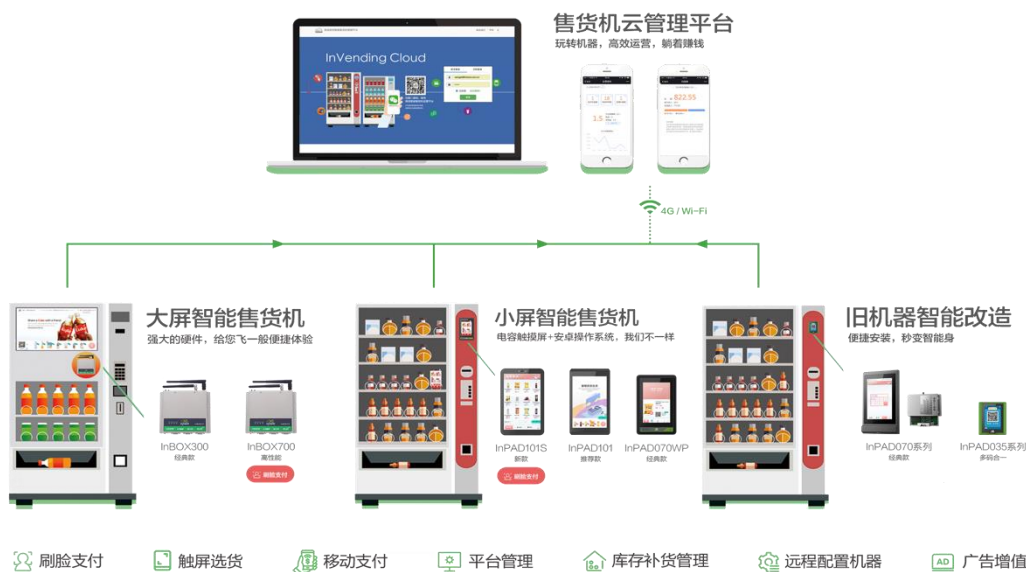 售货机云管理平台
玩转机器，高效运营，躺着赚钱
InVending Cloud
822.55
3.5
4G / Wi-Fi
大屏智能售货机
强大的硬件，给您飞一般便捷体验
InBOX300
经典款
InBOX700
高性能
刷脸支付
小屏智能售货机
电容触摸屏+安卓操作系统，我们不一样
InPAD101S
新款
刷脸支付
InPAD101
推荐款
InPAD070WP
经典款
旧机器智能改造
便捷安装，秒变智能身
InPAD070系列
经典款
InPAD035系列
多码合一
刷脸支付
触屏选货
移动支付
平台管理
库存补货管理
远程配置机器
AD
广告增值